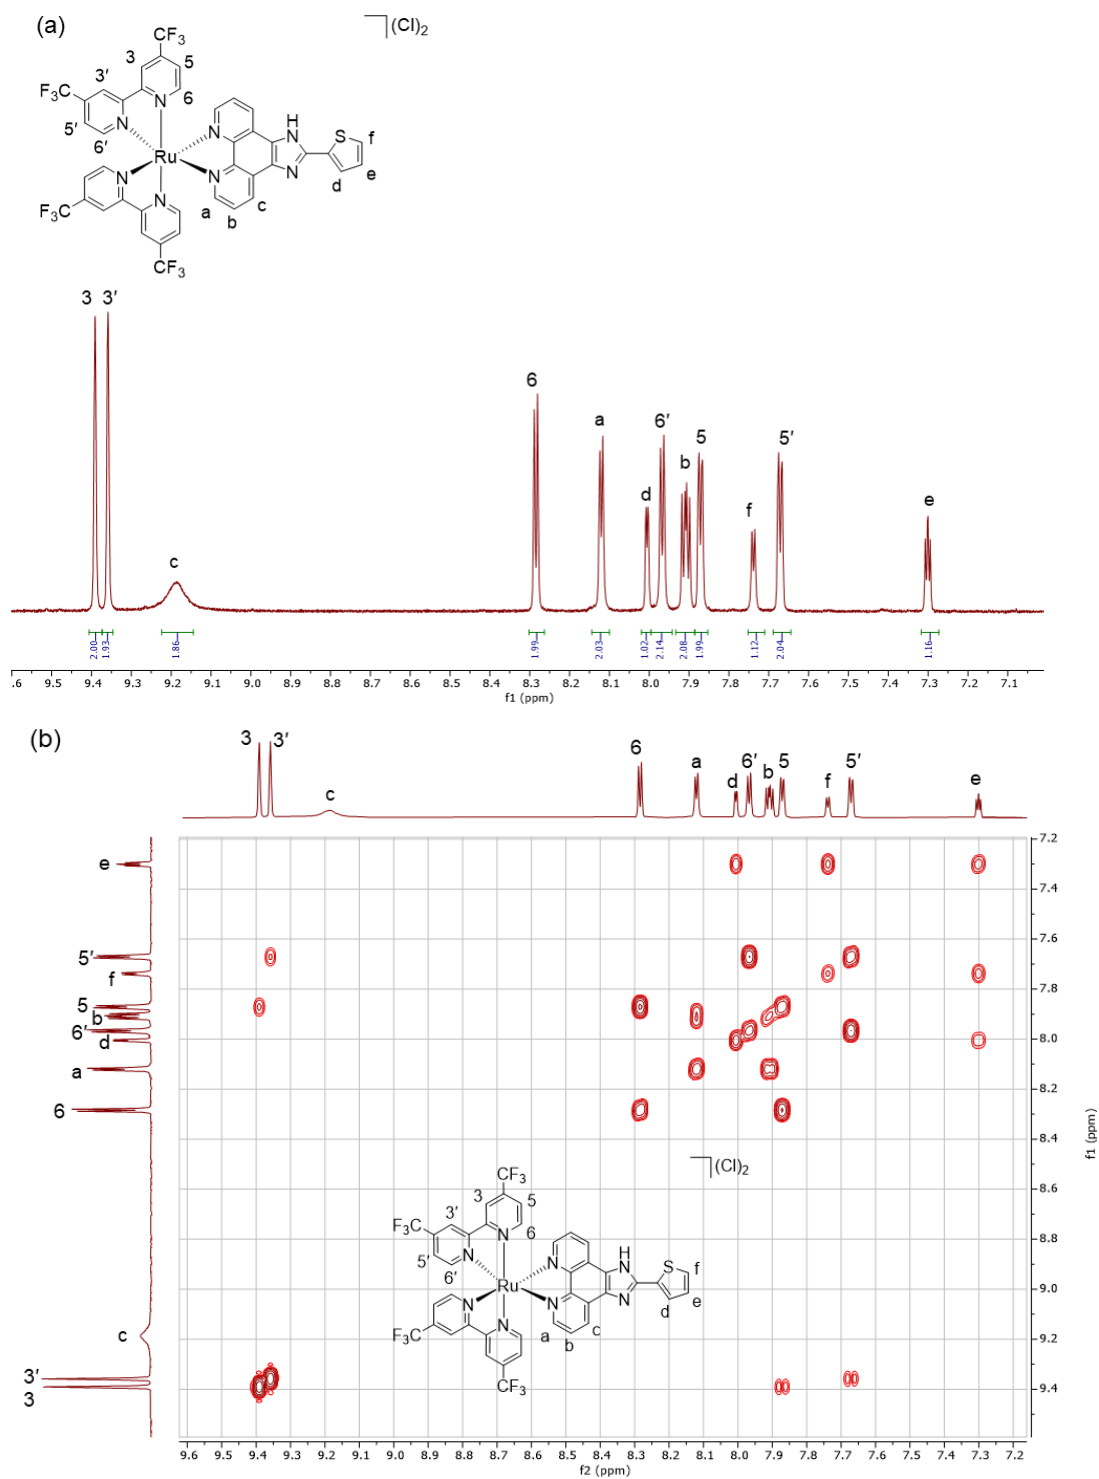 (a)
(Cl)2
CF3
3
5
F3C
3′
6
N
N
5′
6′
Ru
N
N
H
N
N
S
f
e
d
N
N
a
b
c
F3C
CF3
3
3′
c
6
a
d
6′
b
5
f
5′
e
2.00
1.93
1.86
1.99
2.03
1.02
2.14
2.08
1.99
1.12
2.04
1.16
.6 9.5 9.4 9.3 9.2 9.1 9.0 8.9 8.8 8.7 8.6 8.5 8.4 8.3 8.2 8.1 8.0 7.9 7.8 7.7 7.6 7.5 7.4 7.3 7.2 7.1
f1 (ppm)
(b)
3 3′ c 6 a d 6′ b 5 f 5′ e
e
5′
f
5
b
6′
d
a
6
c
3′
3
7.2
7.4
7.6
7.8
8.0
8.2
8.4
8.6
8.8
9.0
9.2
9.4
f1 (ppm)
(Cl)2
CF3
3
5
F3C
3′
6
N
N
5′
6′
Ru
N
N
H
N
N
S
f
e
d
N
N
a
b
c
F3C
CF3
9.6 9.5 9.4 9.3 9.2 9.1 9.0 8.9 8.8 8.7 8.6 8.5 8.4 8.3 8.2 8.1 8.0 7.9 7.8 7.7 7.6 7.5 7.4 7.3 7.2
f2 (ppm)